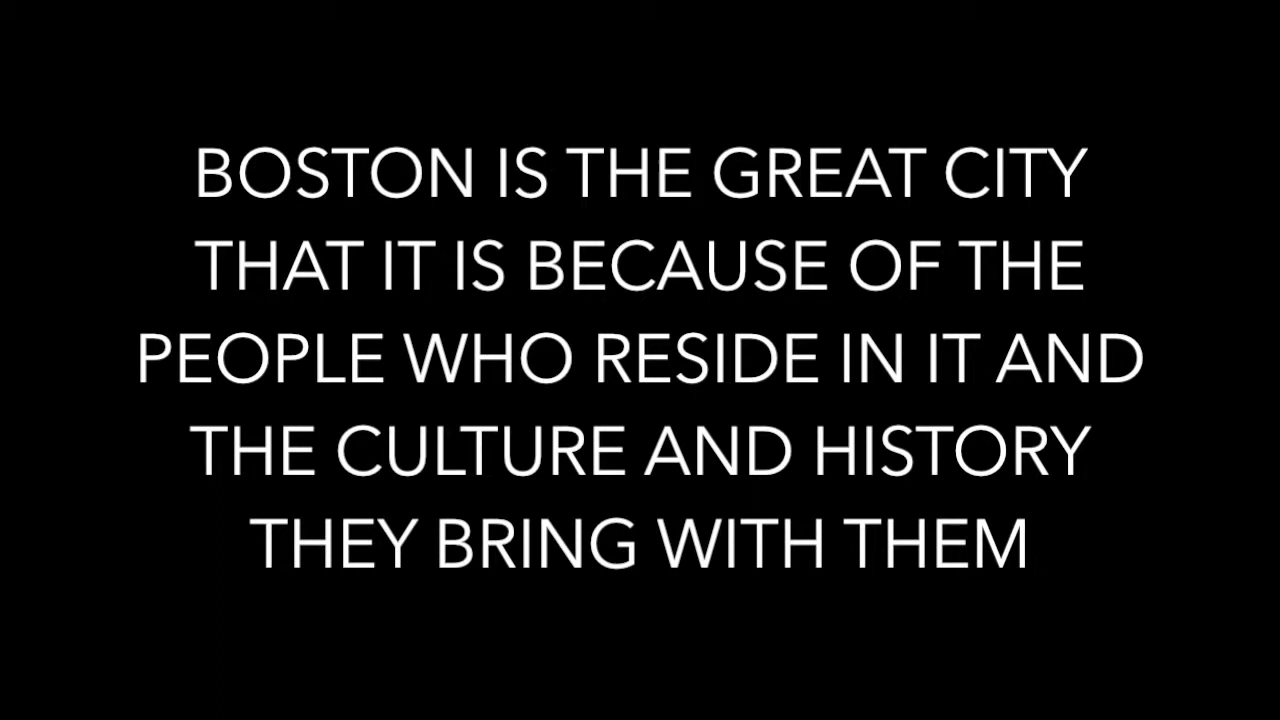 BOSTON IS THE GREAT CITY
THAT IT IS BECAUSE OF THE
PEOPLE WHO RESIDE IN IT AND
THE CULTURE AND HISTORY
THEY BRING WITH THEM